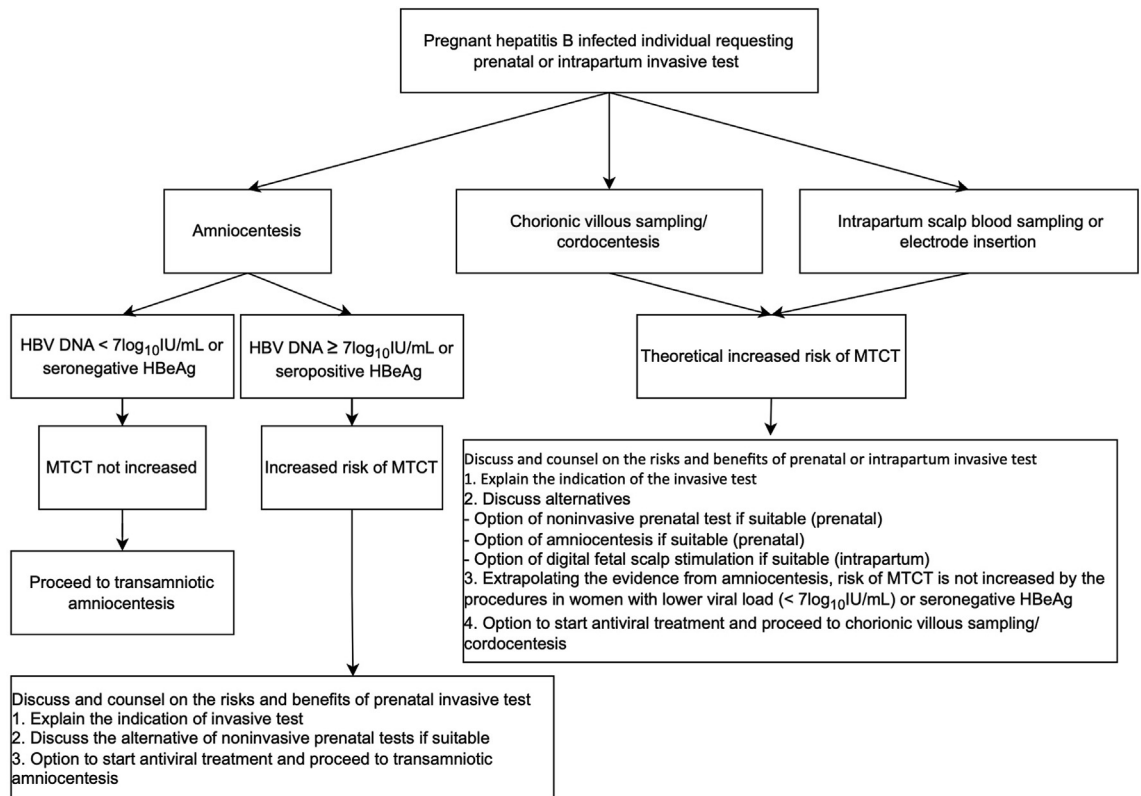 Pregnant hepatitis B infected individual requesting
prenatal or intrapartum invasive test
Amniocentesis
Chorionic villous sampling/
cordocentesis
Intrapartum scalp blood sampling or
electrode insertion
HBV DNA < 7log10IU/mL or
seronegative HBeAg
HBV DNA ≥ 7log10IU/mL or
seropositive HBeAg
Theoretical increased risk of MTCT
MTCT not increased
Increased risk of MTCT
Discuss and counsel on the risks and benefits of prenatal or intrapartum invasive test
1. Explain the indication of the invasive test
2. Discuss alternatives
- Option of noninvasive prenatal test if suitable (prenatal)
- Option of amniocentesis if suitable (prenatal)
- Option of digital fetal scalp stimulation if suitable (intrapartum)
3. Extrapolating the evidence from amniocentesis, risk of MTCT is not increased by the
procedures in women with lower viral load (< 7log10IU/mL) or seronegative HBeAg
4. Option to start antiviral treatment and proceed to chorionic villous sampling/
cordocentesis
Proceed to transamniotic
amniocentesis
Discuss and counsel on the risks and benefits of prenatal invasive test
1. Explain the indication of invasive test
2. Discuss the alternative of noninvasive prenatal tests if suitable
3. Option to start antiviral treatment and proceed to transamniotic
amniocentesis